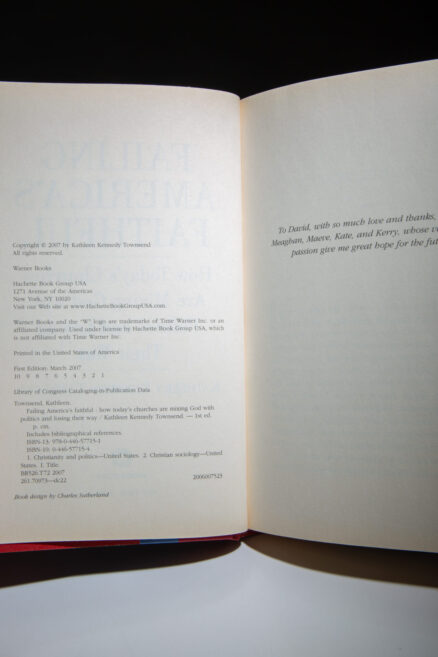 Copyright © 2007 by Kathleen Kennedy Townsend
All rights reserved.
Warner Books
Hachette Book Group USA
1271 Avenue of the Americas
New York, NY 10020
Visit our Web site at www.HachetteBookGroupUSA.com.
Warner Books and the "W" logo are trademarks of Time Warner Inc. or an
affiliated company. Used under license by Hachette Book Group USA, which
is not affiliated with Time Warner Inc.
Printed in the United States of America
First Edition: March 2007
10 9 8 7 6 5 4 3 2 1
Library of Congress Cataloging-in-Publication Data
Townsend, Kathleen.
Failing America's faithful : how today's churches are mixing God with
politics and losing their way / Kathleen Kennedy Townsend. — 1st ed.
p. cm.
Includes bibliographical references.
ISBN-13: 978-0-446-57715-1
ISBN-10: 0-446-57715-4
1. Christianity and politics—United States. 2. Christian sociology—United
States. I. Title.
BR526.T72 2007
261.70973—dc22 2006007525
Book design by Charles Sutherland
To David, with so much love and thanks,
Meaghan, Maeve, Kate, and Kerry, whose
passion give me great hope for the